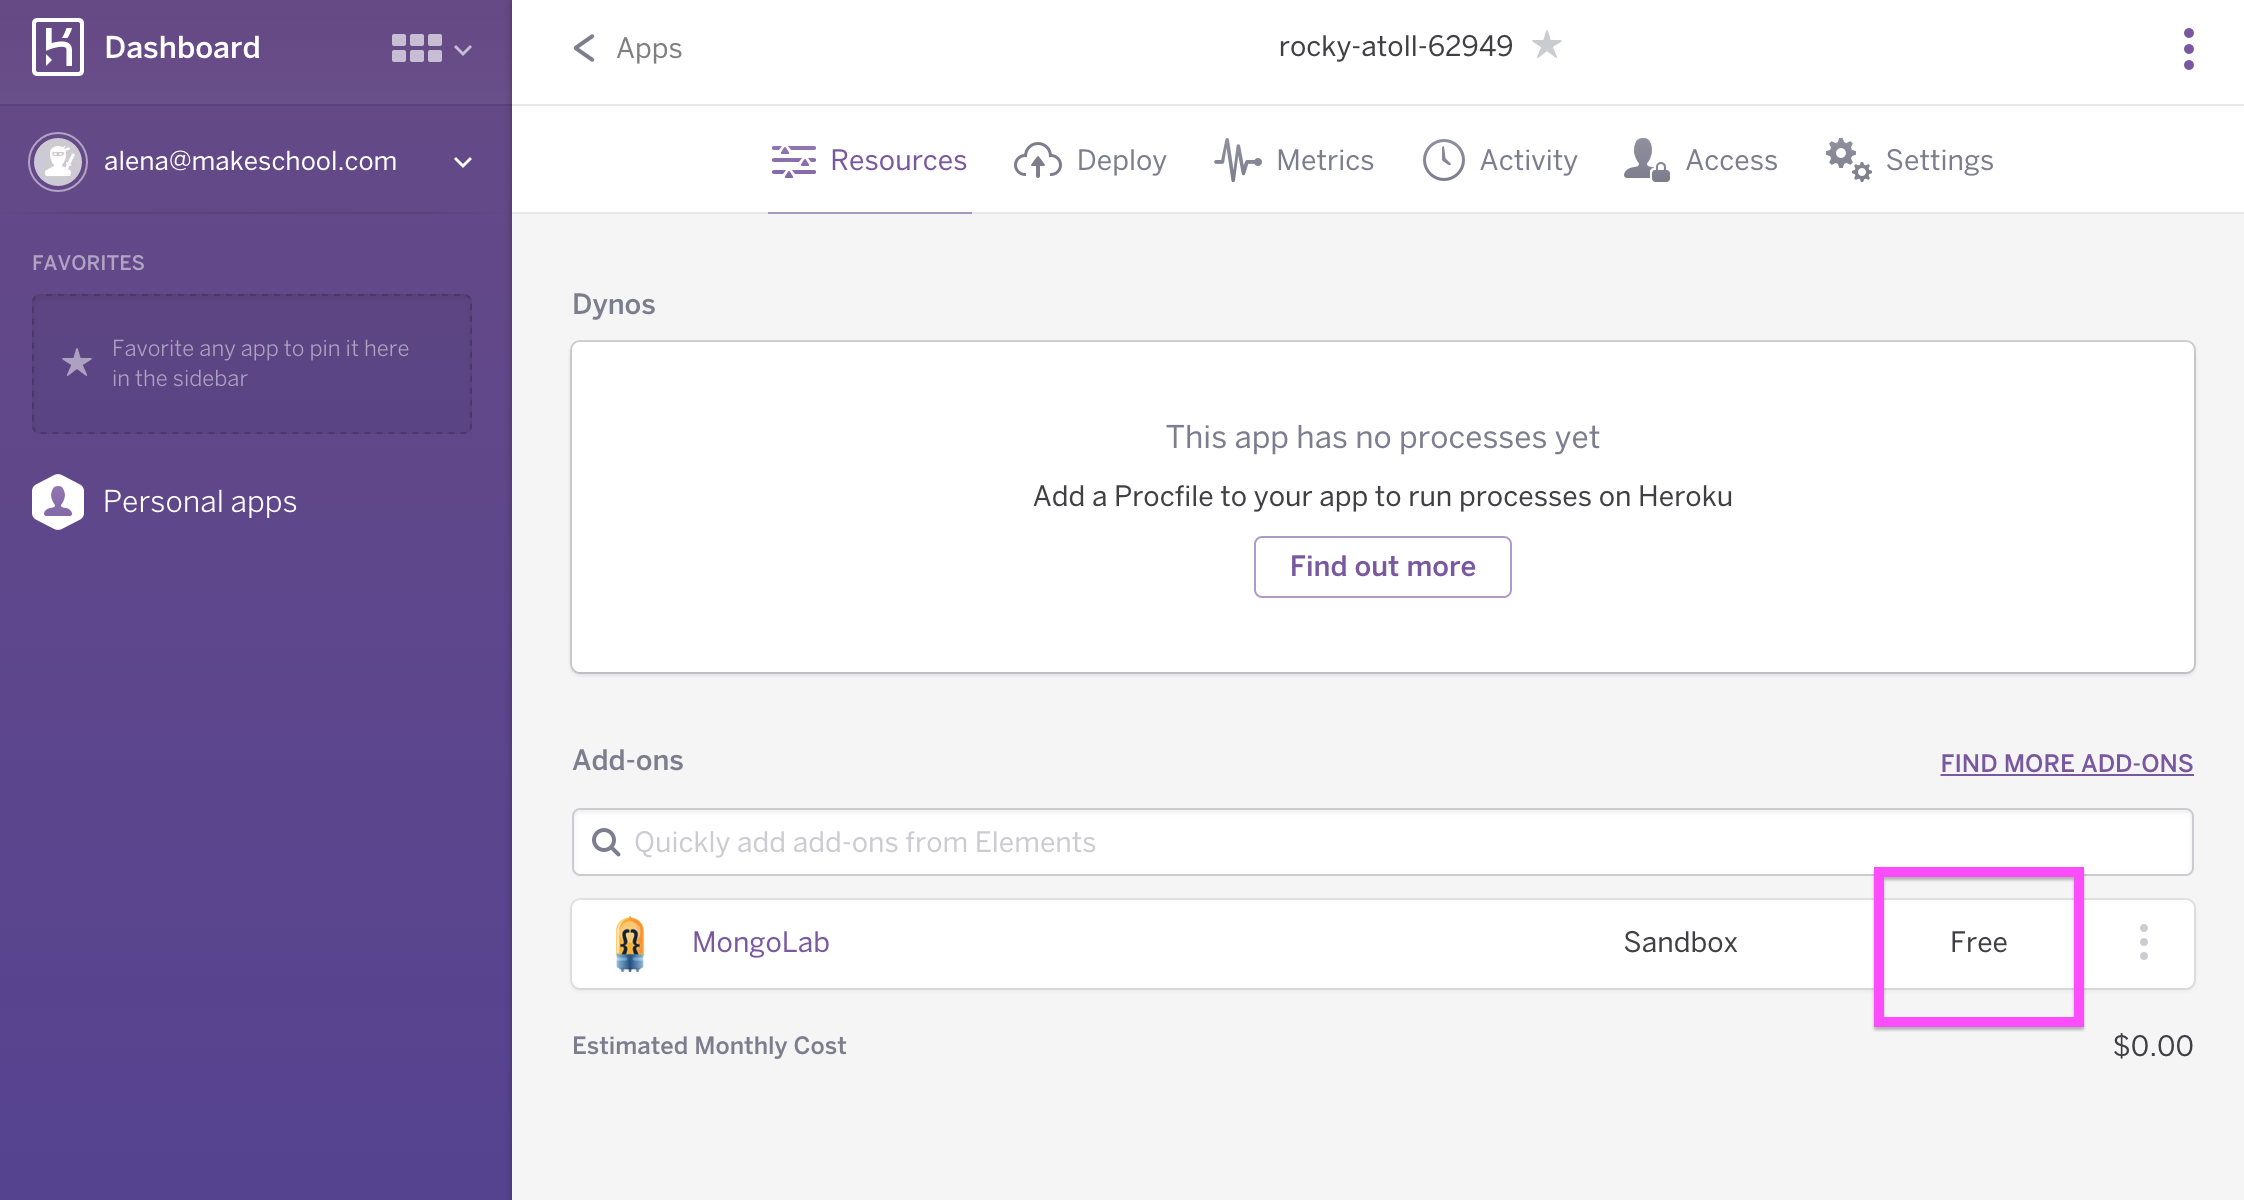 Dashboard
Apps
rocky-atoll-62949
alena@makeschool.com
Resources
Deploy
Metrics
Activity
Access
Settings
FAVORITES
Favorite any app to pin it here
in the sidebar
Personal apps
Dynos
This app has no processes yet
Add a Procfile to your app to run processes on Heroku
Find out more
Add-ons
FIND MORE ADD-ONS
Quickly add add-ons from Elements
MongoLab
Sandbox
Free
Estimated Monthly Cost
$0.00